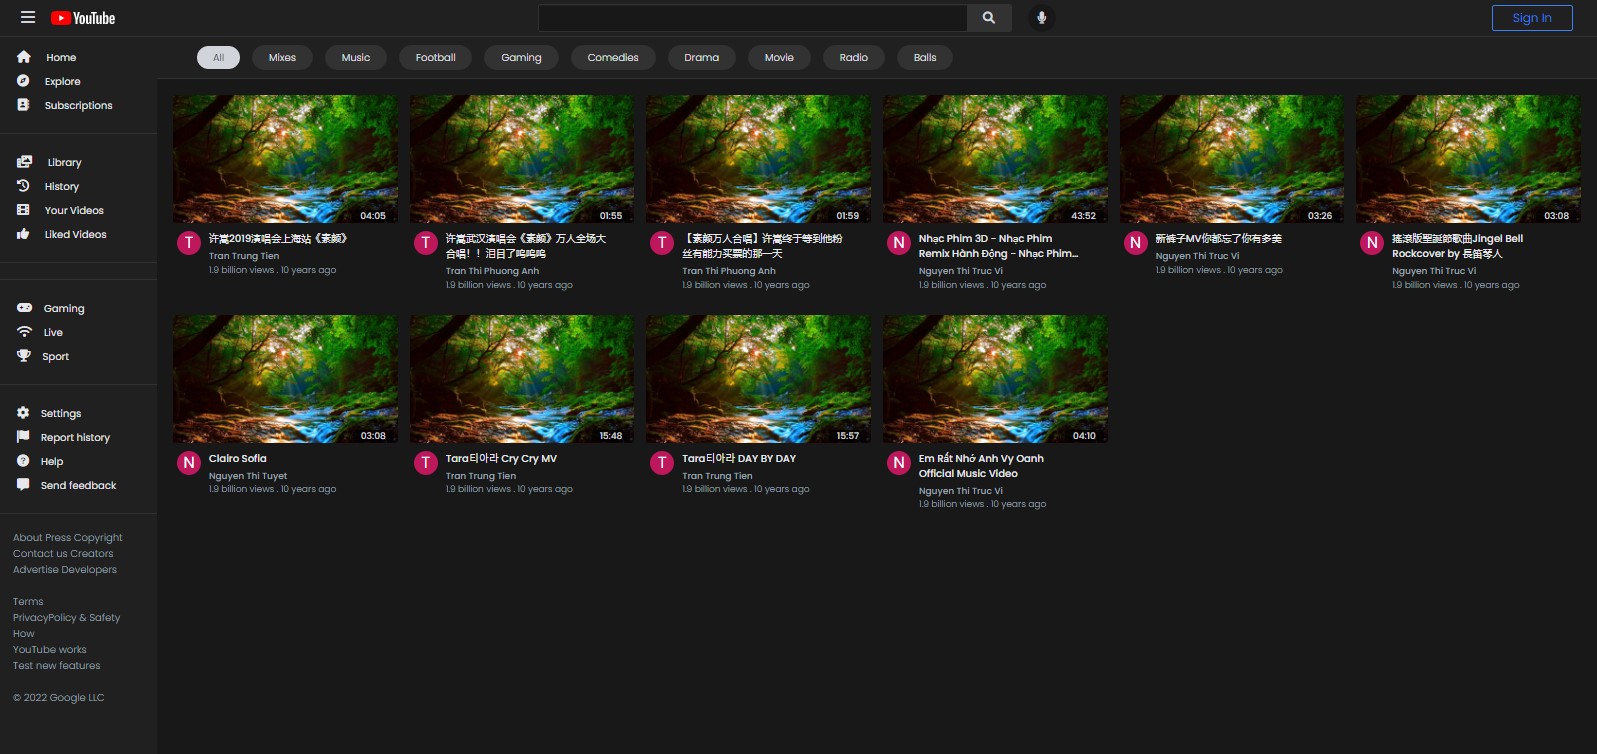 YouTube
Sign In
Home
Explore
Subscriptions
Library
History
Your Videos
Liked Videos
Gaming
Live
Sport
Settings
Report history
Help
Send feedback
About Press Copyright
Contact us Creators
Advertise Developers
Terms
PrivacyPolicy & Safety
How
YouTube works
Test new features
© 2022 Google LLC
All Mixes Music Football Gaming Comedies Drama Movie Radio Balls
04:05
T
许嵩2019演唱会上海站《素颜》
Tran Trung Tien
1.9 billion views . 10 years ago
01:55
T
许嵩武汉演唱会《素颜》万人全场大
合唱！！泪目了呜呜呜
Tran Thi Phuong Anh
1.9 billion views . 10 years ago
01:59
T
【素颜万人合唱】许嵩终于等到他粉
丝有能力买票的那一天
Tran Thi Phuong Anh
1.9 billion views . 10 years ago
43:52
N
Nhạc Phim 3D - Nhạc Phim
Remix Hành Động - Nhạc Phim...
Nguyen Thi Truc Vi
1.9 billion views . 10 years ago
03:26
N
新裤子MV你都忘了你有多美
Nguyen Thi Truc Vi
1.9 billion views . 10 years ago
03:08
N
搖滾版聖誕節歌曲Jingel Bell
Rockcover by 長笛琴人
Nguyen Thi Truc Vi
1.9 billion views . 10 years ago
03:08
N
Clairo Sofia
Nguyen Thi Tuyet
1.9 billion views . 10 years ago
15:48
T
Tara티아라 Cry Cry MV
Tran Trung Tien
1.9 billion views . 10 years ago
15:57
T
Tara티아라 DAY BY DAY
Tran Trung Tien
1.9 billion views . 10 years ago
04:10
N
Em Rất Nhớ Anh Vy Oanh
Official Music Video
Nguyen Thi Truc Vi
1.9 billion views . 10 years ago